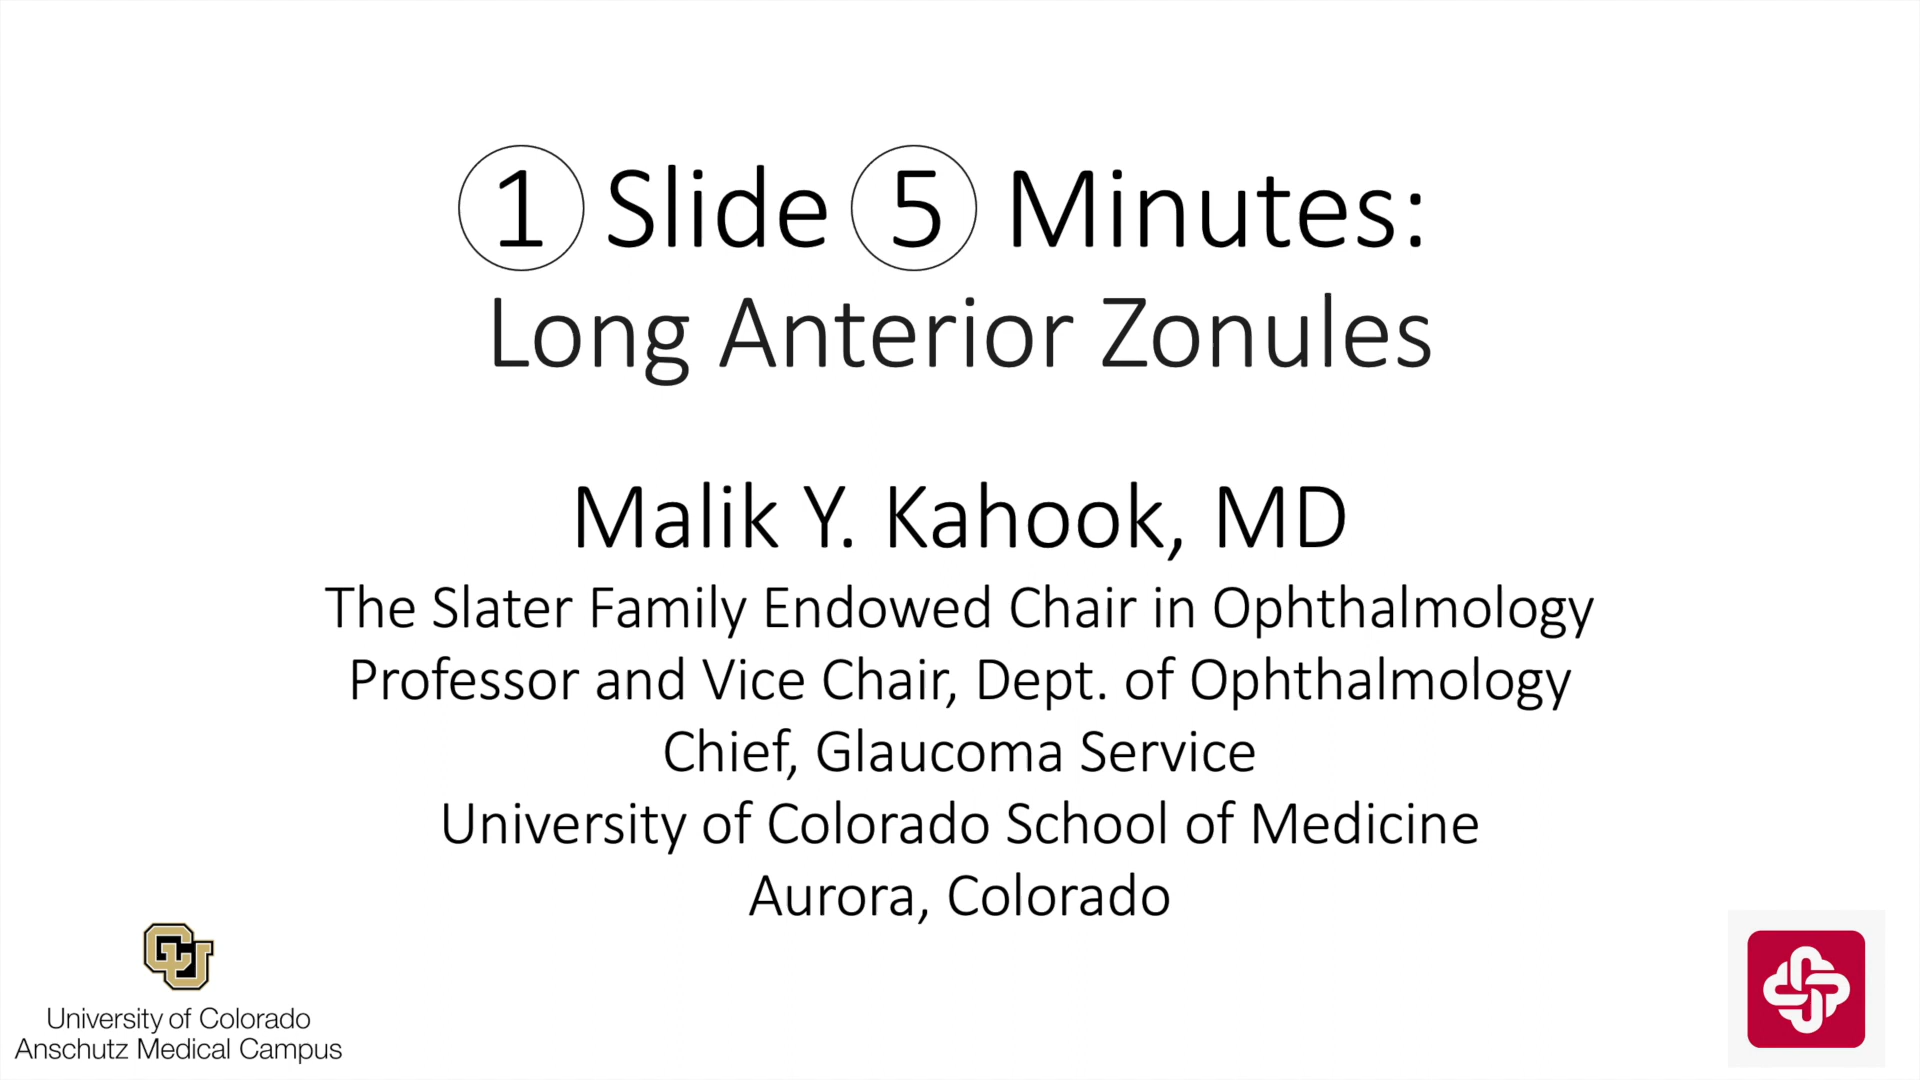 1 Slide 5 Minutes:
Long Anterior Zonules
Malik Y. Kahook, MD
The Slater Family Endowed Chair in Ophthalmology
Professor and Vice Chair, Dept. of Ophthalmology
Chief, Glaucoma Service
University of Colorado School of Medicine
Aurora, Colorado
CU
University of Colorado
Anschutz Medical Campus